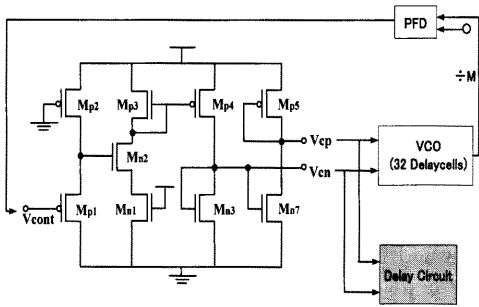 PFD
÷M
Mp2
Mp3
Mp4
Mp5
Mn2
Vcp
Vcn
VCO
(32 Delaycells)
Mp1
Mn1
Mn3
Mn7
Vcont
Delay Circuit